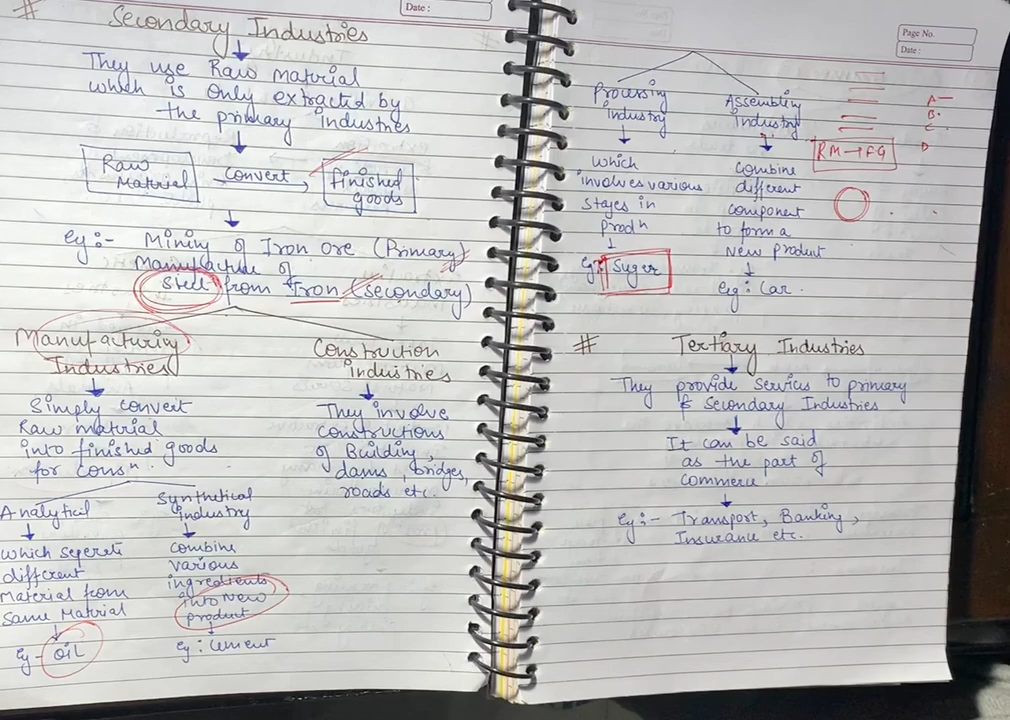 #
Date :
Secondary Industries
They use Raw Material
which is only extracted by
the primary industries
Raw Material
convert
finished goods
Eg :- Mining of Iron ore (Primary)
Manufacture of
Steel from Iron (secondary)
Manufacturing
Industries
Simply convert
Raw material
into finished goods
for consn.
Analytical
which seperete
different
Material from
Same Material
Eg - Oil
Synthetical
industry
combine
various
ingredients
into New
product
Eg : Cement
Construction
industries
They involve
constructions
of Building,
dams, bridges,
roads etc.
Page No.
Date :
Processing
industry
which
involves various
stages in
prodn
Eg: Suger
Assembling
industry
Combine
different
component
to form a
New product
Eg : Car.
A
B
C
D
RM → FG
#
Tertiary Industries
They provide Servics to primary
& Secondary Industries
It can be said
as the part of
commerce
Eg :- Transport, Banking,
Insurance etc.